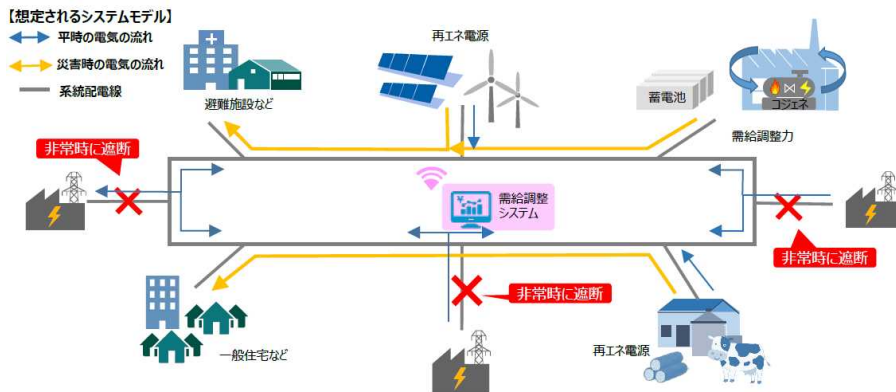 【想定されるシステムモデル】
平時の電気の流れ
災害時の電気の流れ
系統配電線
避難施設など
再エネ電源
蓄電池
コジェネ
需給調整力
非常時に遮断
需給調整
システム
非常時に遮断
非常時に遮断
一般住宅など
再エネ電源